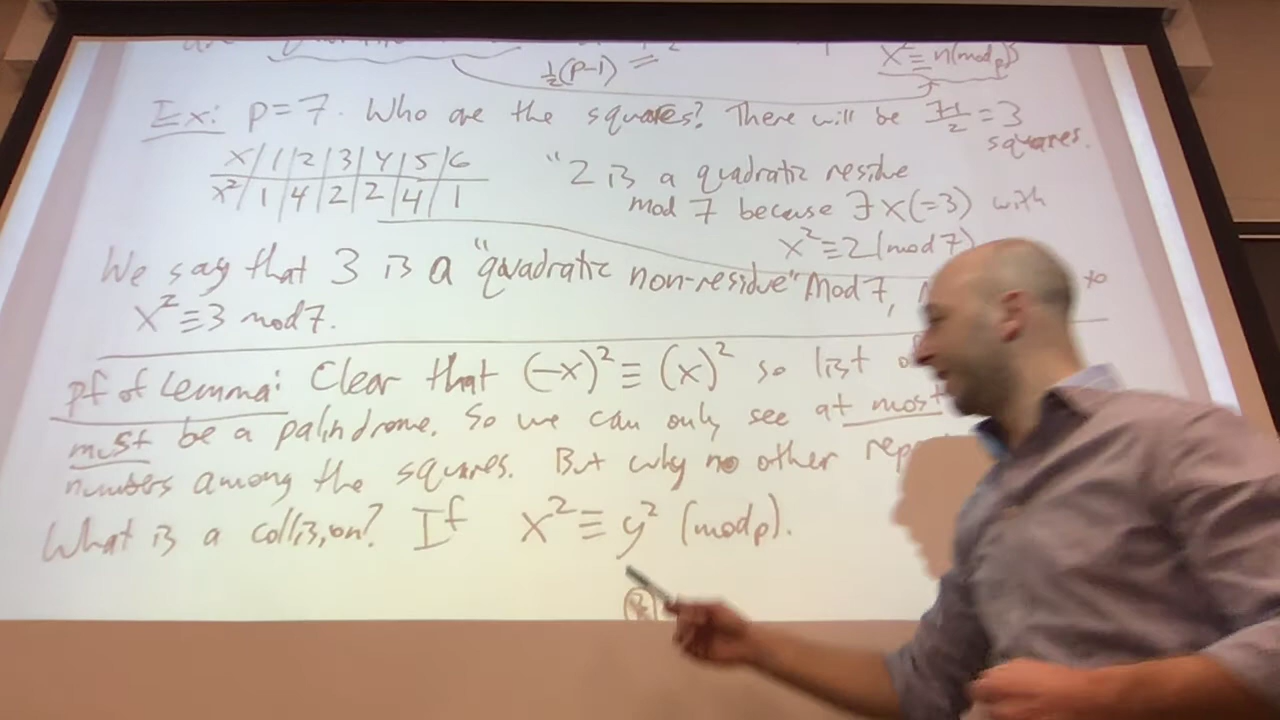 ½(p-1)
x² ≡ n (mod p)
Ex: p=7. Who are the squares? There will be (7-1)/2 = 3
squares.
x | 1 | 2 | 3 | 4 | 5 | 6
x² | 1 | 4 | 2 | 2 | 4 | 1
"2 is a quadratic residue
mod 7 because ∃ x(=3) with
x² ≡ 2 (mod 7)
We say that 3 is a "quadratic non-residue" mod 7,
to
x² ≡ 3 mod 7.
pf of Lemma: Clear that (-x)² ≡ (x)² so list
must be a palindrome. So we can only see at most
numbers among the squares. But why no other
What is a collision? If x² ≡ y² (mod p).